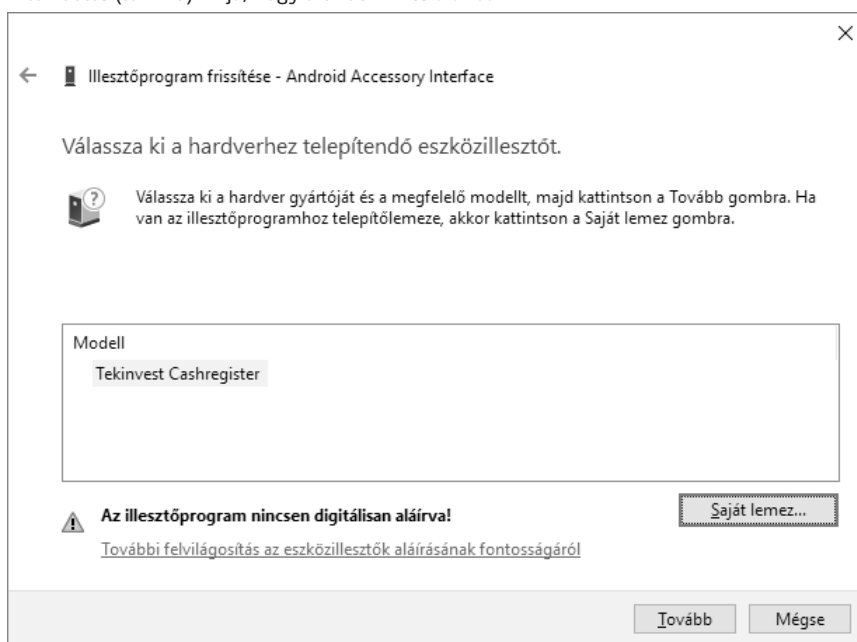 Illesztőprogram frissítése - Android Accessory Interface
Válassza ki a hardverhez telepítendő eszközillesztőt.
Válassza ki a hardver gyártóját és a megfelelő modellt, majd kattintson a Tovább gombra. Ha
van az illesztőprogramhoz telepítőlemeze, akkor kattintson a Saját lemez gombra.
Modell
Tekinvest Cashregister
Az illesztőprogram nincsen digitálisan aláírva!
Saját lemez...
További felvilágosítás az eszközillesztők aláírásának fontosságáról
Tovább
Mégse